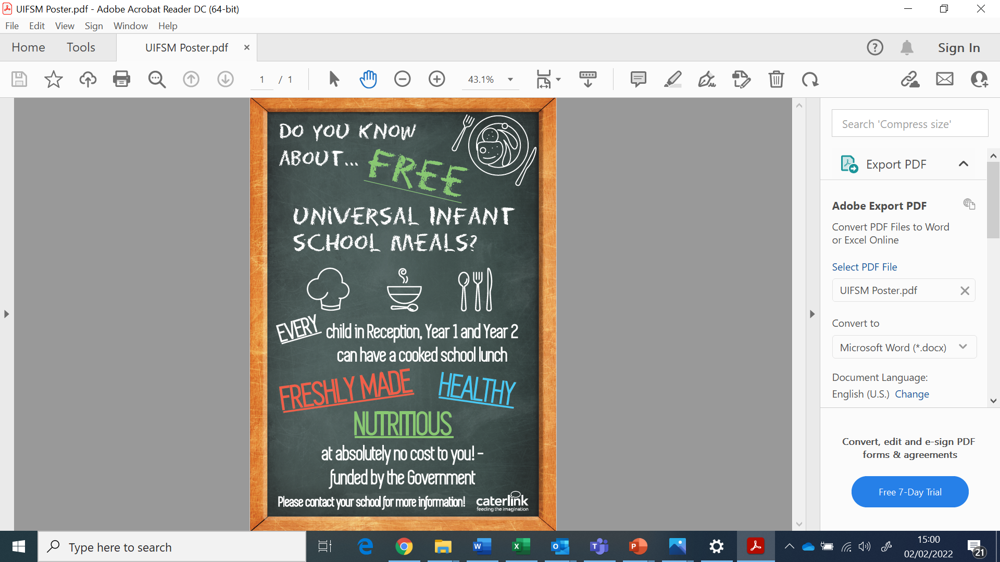 UIFSM Poster.pdf - Adobe Acrobat Reader DC (64-bit)
File Edit View Sign Window Help
Home Tools UIFSM Poster.pdf Sign In
1 / 1 43.1%
DO YOU KNOW
ABOUT... FREE
UNIVERSAL INFANT
SCHOOL MEALS?
EVERY child in Reception, Year 1 and Year 2
can have a cooked school lunch
FRESHLY MADE HEALTHY
NUTRITIOUS
at absolutely no cost to you! -
funded by the Government
Please contact your school for more information!
caterlink
feeding the imagination
Search 'Compress size'
Export PDF
Adobe Export PDF
Convert PDF Files to Word
or Excel Online
Select PDF File
UIFSM Poster.pdf
Convert to
Microsoft Word (*.docx)
Document Language:
English (U.S.) Change
Convert, edit and e-sign PDF
forms & agreements
Free 7-Day Trial
Type here to search
15:00
02/02/2022
21